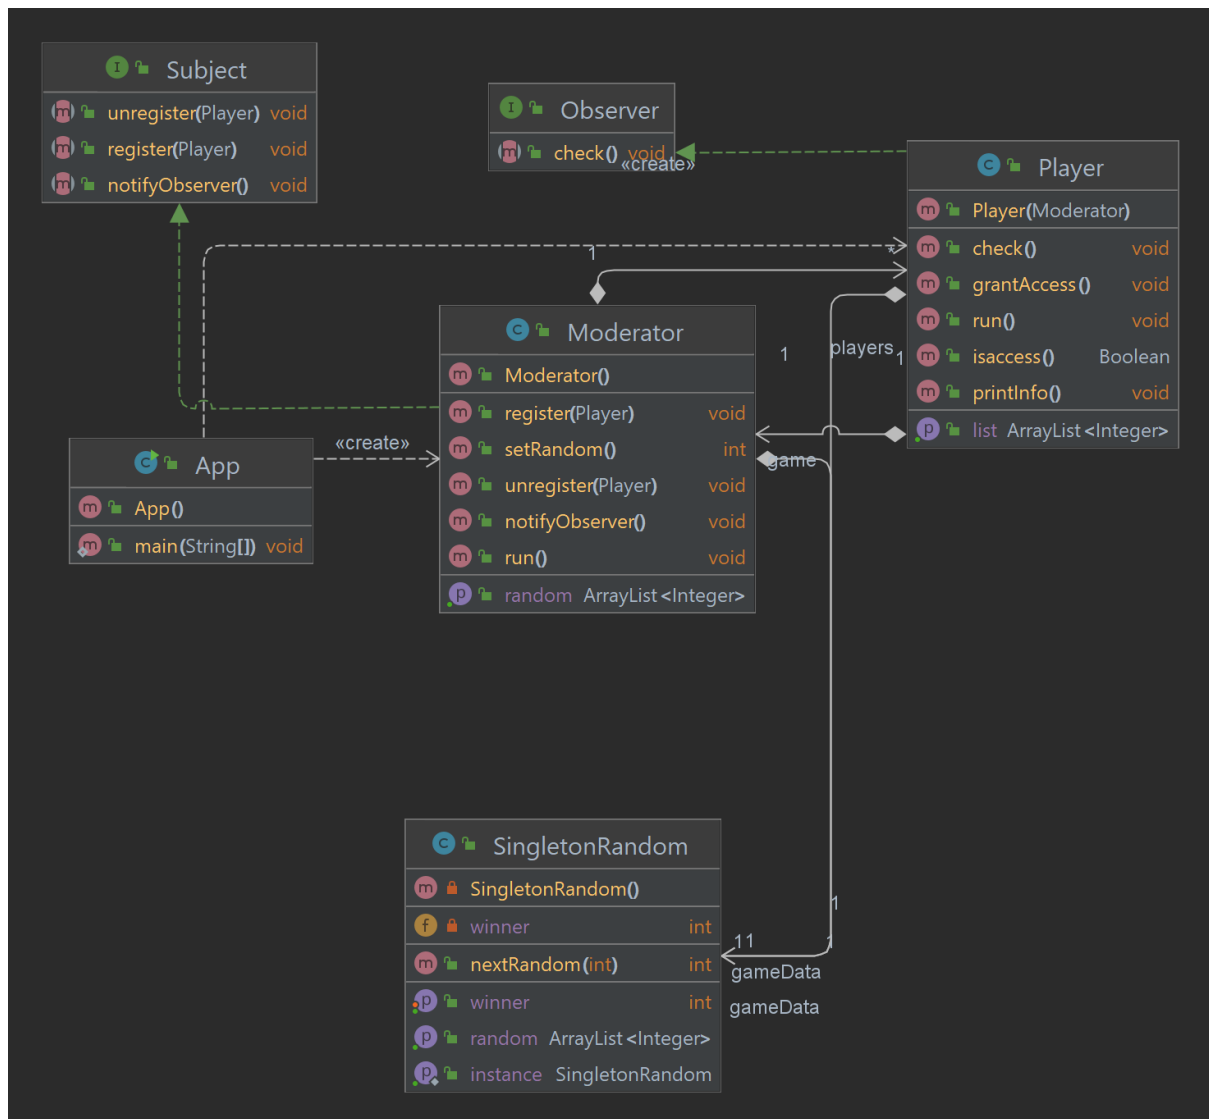 Subject
unregister(Player) void
register(Player) void
notifyObserver() void
Observer
check() void
«create»
Player
Player(Moderator)
check() void
grantAccess() void
run() void
isaccess() Boolean
printInfo() void
list ArrayList<Integer>
1
*
Moderator
Moderator()
register(Player) void
setRandom() int
unregister(Player) void
notifyObserver() void
run() void
random ArrayList<Integer>
1
players
1
game
App
App()
main(String[]) void
«create»
SingletonRandom
SingletonRandom()
winner int
nextRandom(int) int
winner int
random ArrayList<Integer>
instance SingletonRandom
1
11
1
gameData
gameData